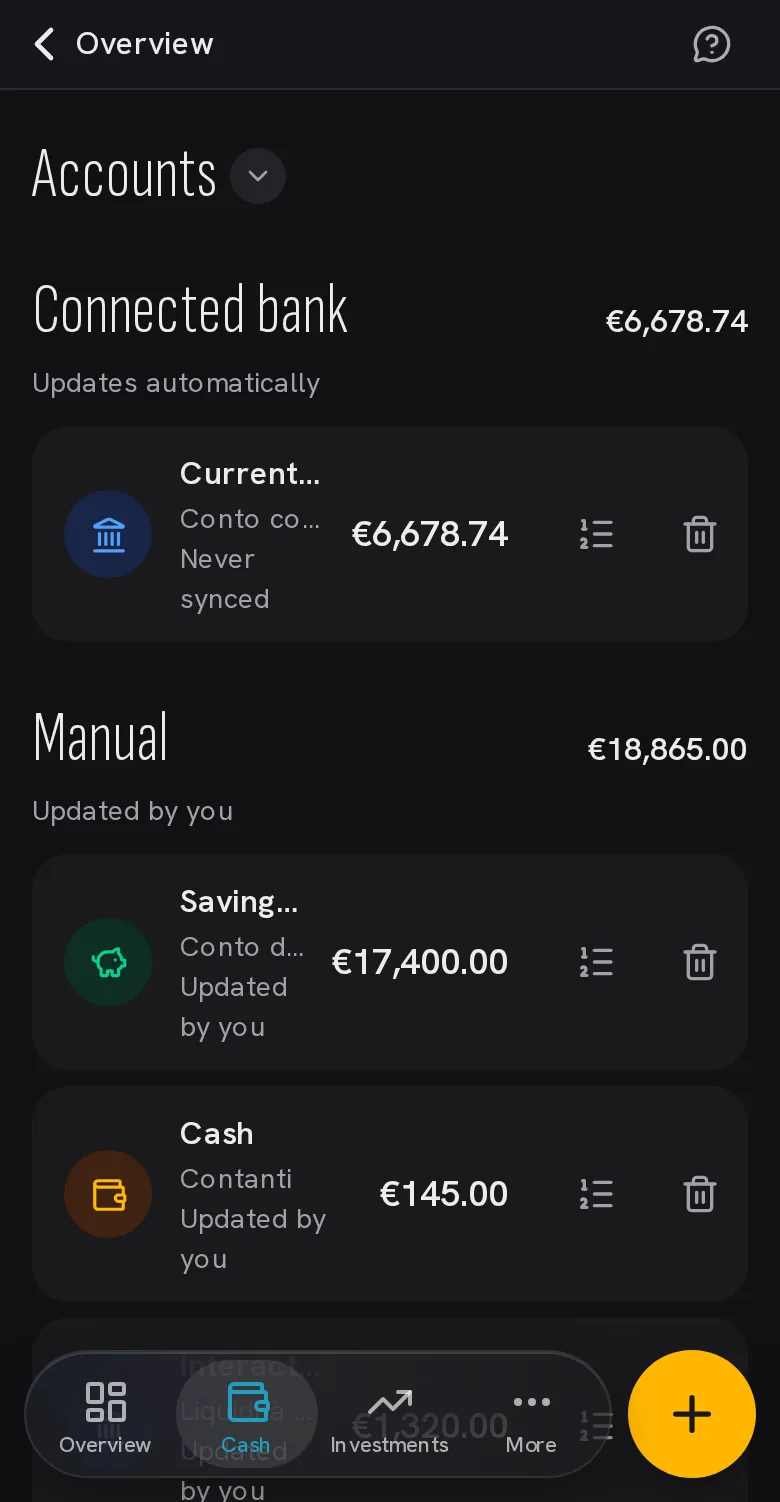 Overview
Accounts
Connected bank
€6,678.74
Updates automatically
Current...
Conto co...
Never
synced
€6,678.74
Manual
€18,865.00
Updated by you
Saving...
Conto d...
Updated
by you
€17,400.00
Cash
Contanti
Updated by
you
€145.00
Interact...
€1,320.00
Updated
by you
Overview
Cash
Investments
More